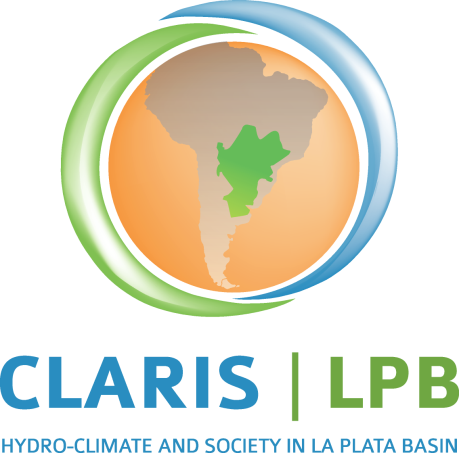 CLARIS | LPB
HYDRO-CLIMATE AND SOCIETY IN LA PLATA BASIN